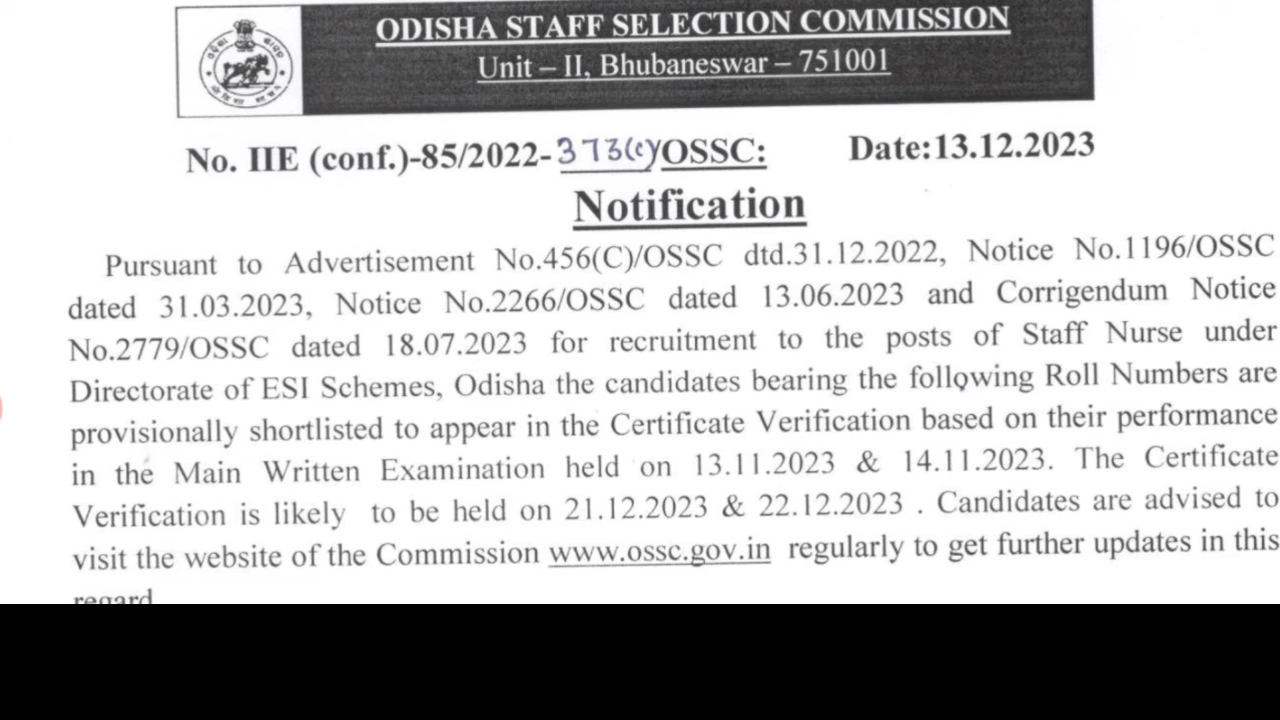 ODISHA STAFF SELECTION COMMISSION
Unit – II, Bhubaneswar – 751001
No. IIE (conf.)-85/2022-373(c)/OSSC: Date:13.12.2023
Notification
Pursuant to Advertisement No.456(C)/OSSC dtd.31.12.2022, Notice No.1196/OSSC
dated 31.03.2023, Notice No.2266/OSSC dated 13.06.2023 and Corrigendum Notice
No.2779/OSSC dated 18.07.2023 for recruitment to the posts of Staff Nurse under
Directorate of ESI Schemes, Odisha the candidates bearing the following Roll Numbers are
provisionally shortlisted to appear in the Certificate Verification based on their performance
in the Main Written Examination held on 13.11.2023 & 14.11.2023. The Certificate
Verification is likely to be held on 21.12.2023 & 22.12.2023 . Candidates are advised to
visit the website of the Commission www.ossc.gov.in regularly to get further updates in this
regard